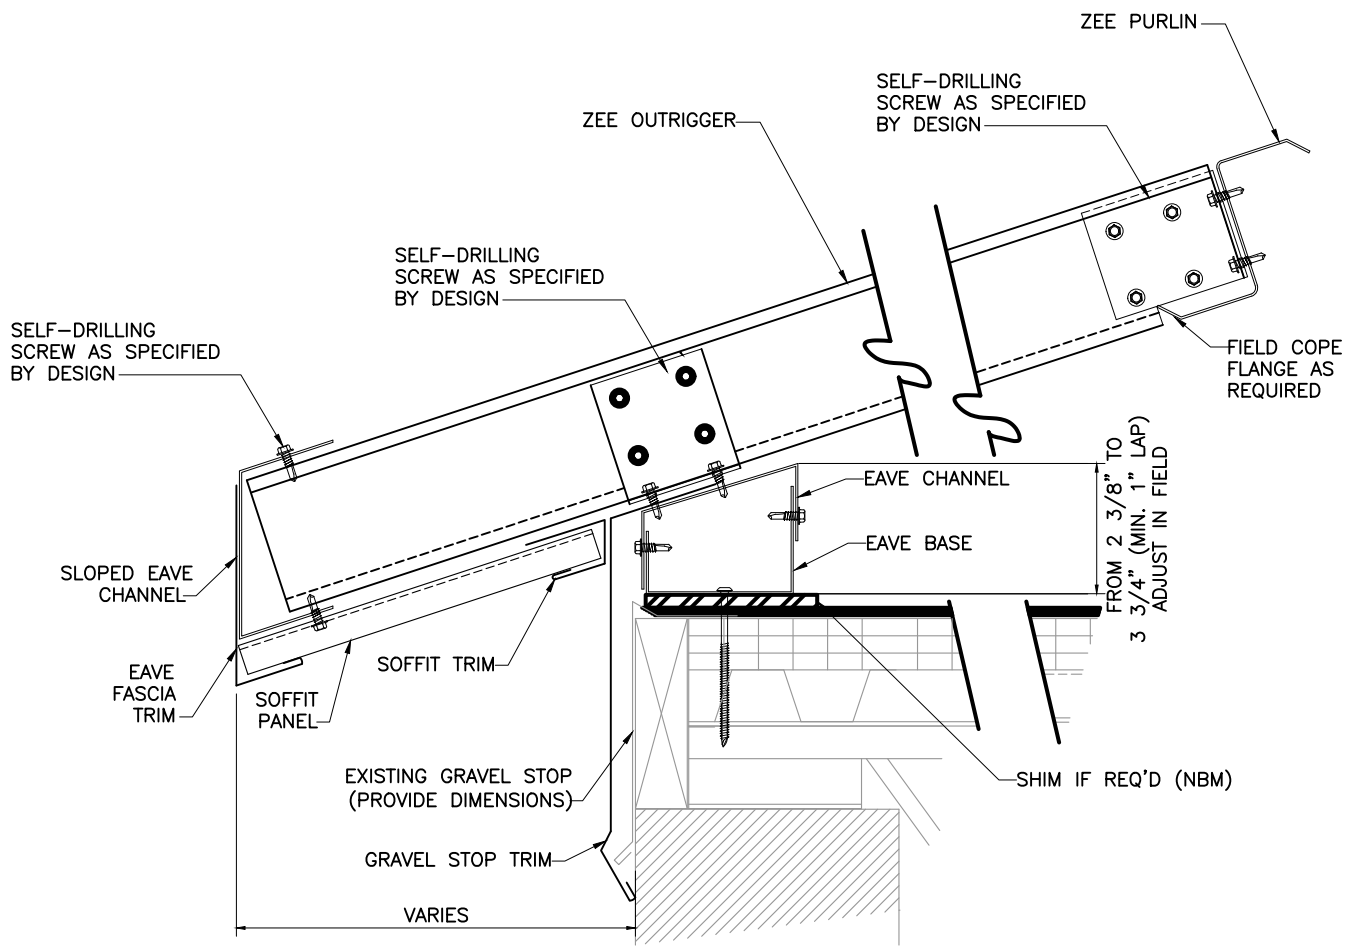 ZEE PURLIN
SELF-DRILLING
SCREW AS SPECIFIED
BY DESIGN
ZEE OUTRIGGER
SELF-DRILLING
SCREW AS SPECIFIED
BY DESIGN
SELF-DRILLING
SCREW AS SPECIFIED
BY DESIGN
FIELD COPE
FLANGE AS
REQUIRED
EAVE CHANNEL
EAVE BASE
FROM 2 3/8" TO
3 3/4" (MIN. 1" LAP)
ADJUST IN FIELD
SLOPED EAVE
CHANNEL
SOFFIT TRIM
EAVE
FASCIA
TRIM
SOFFIT
PANEL
EXISTING GRAVEL STOP
(PROVIDE DIMENSIONS)
SHIM IF REQ'D (NBM)
GRAVEL STOP TRIM
VARIES